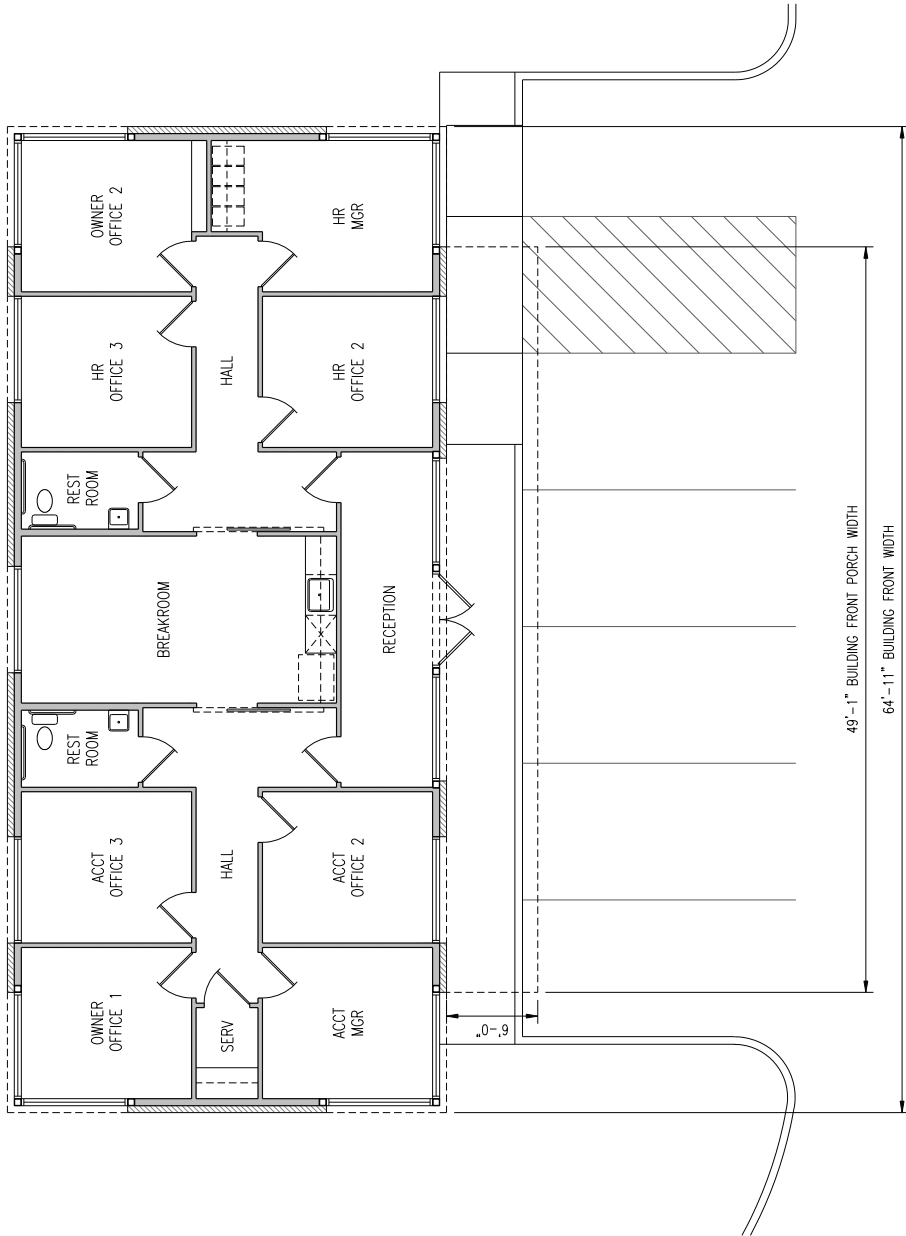 OWNER
OFFICE 1
ACCT
OFFICE 3
REST
ROOM
BREAKROOM
REST
ROOM
HR
OFFICE 3
OWNER
OFFICE 2
SERV
HALL
HALL
ACCT
MGR
ACCT
OFFICE 2
RECEPTION
HR
OFFICE 2
HR
MGR
6'-0"
49'-1" BUILDING FRONT PORCH WIDTH
64'-11" BUILDING FRONT WIDTH